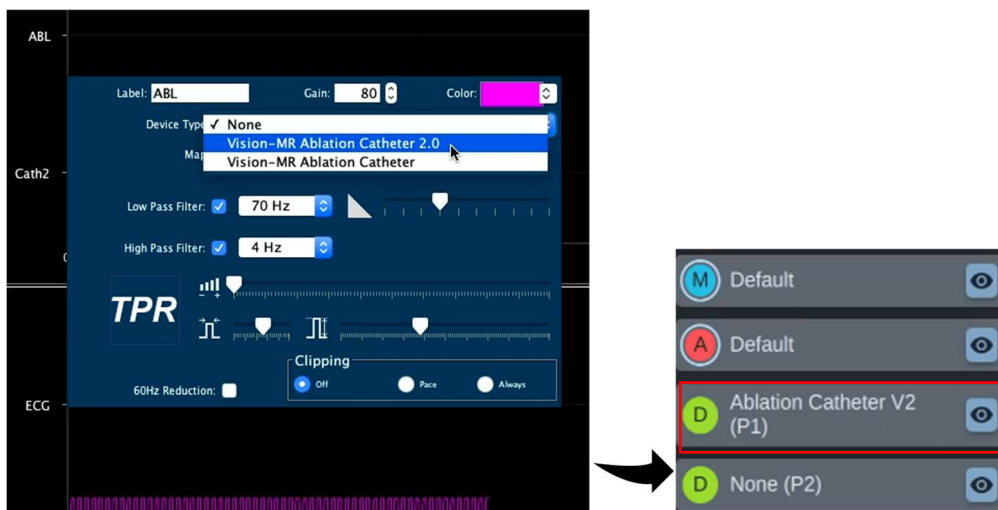 ABL
Label: ABL Gain: 80 Color:
Device Type ✓ None
Vision-MR Ablation Catheter 2.0
Map
Vision-MR Ablation Catheter
Cath2
Low Pass Filter: 70 Hz
High Pass Filter: 4 Hz
TPR
- +
Clipping
60Hz Reduction: Off Pace Always
ECG
M Default
A Default
D Ablation Catheter V2
(P1)
D None (P2)